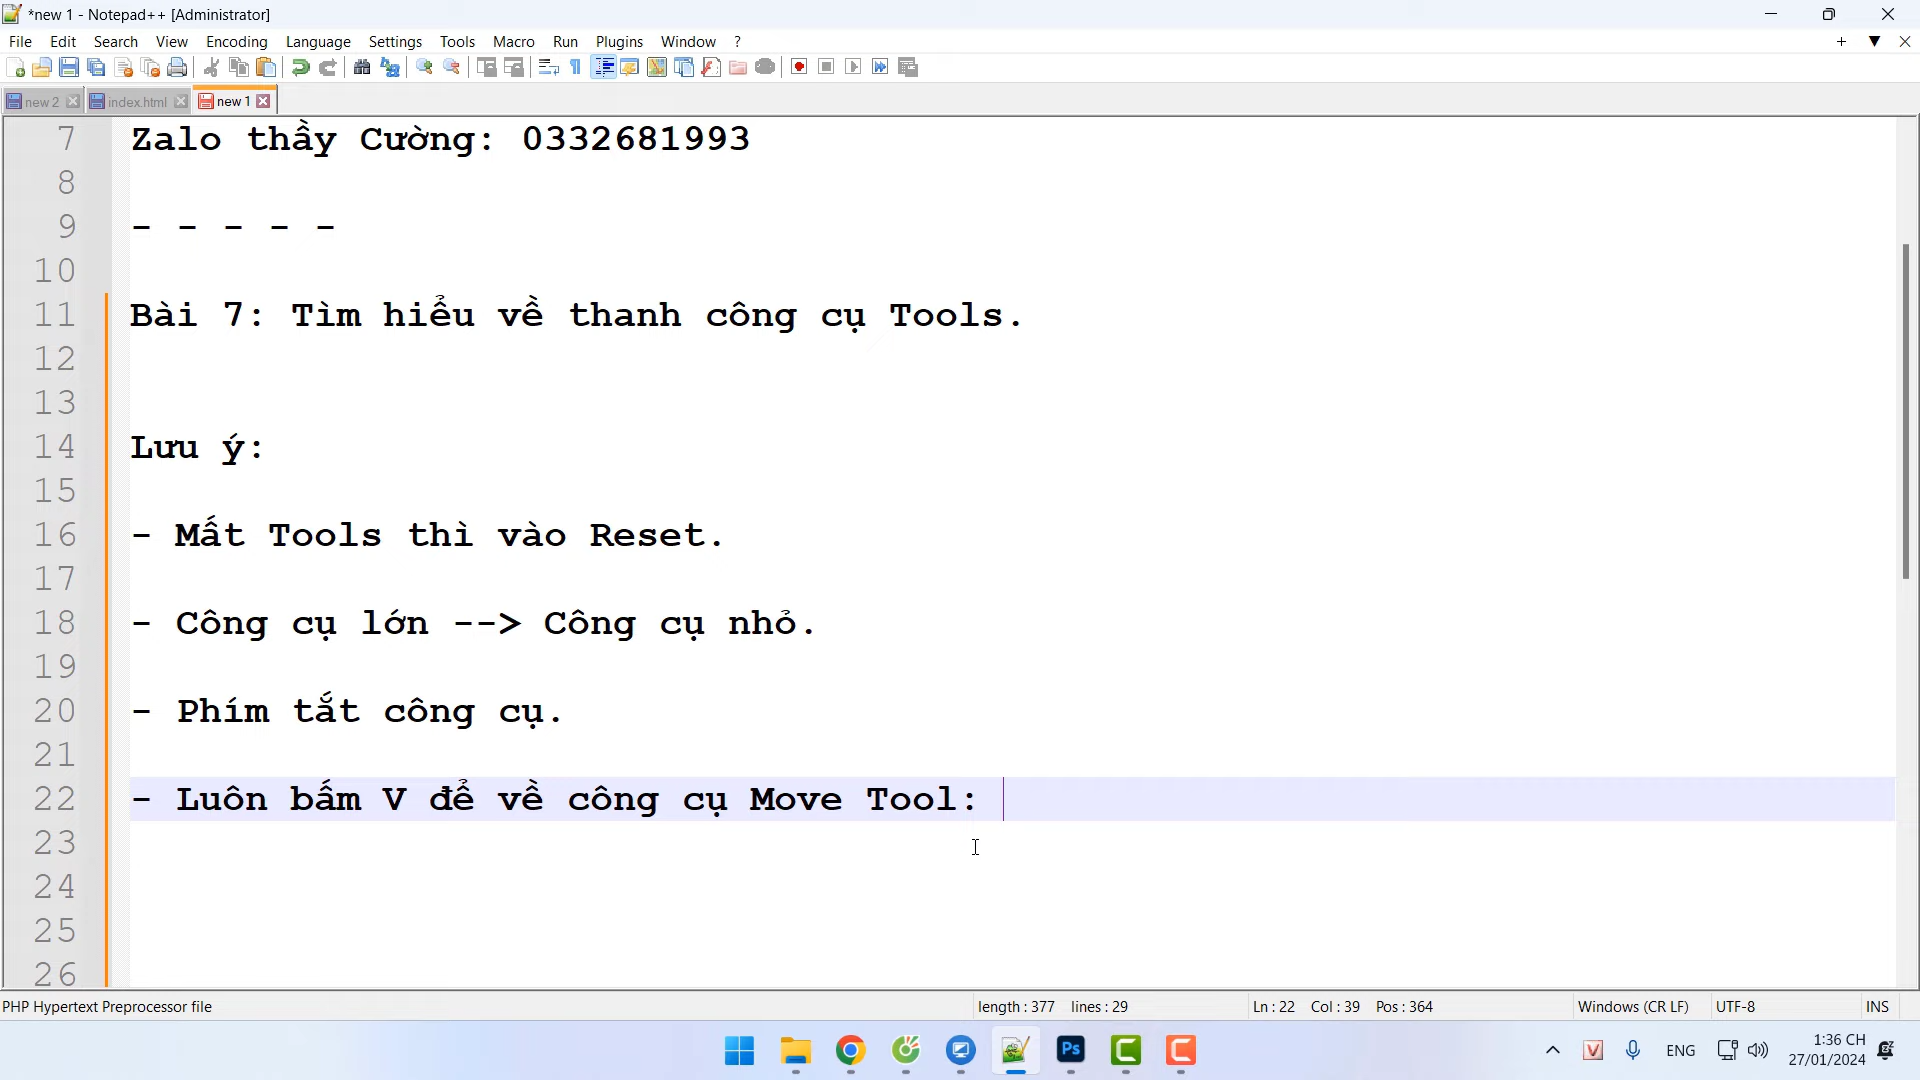 *new 1 - Notepad++ [Administrator]
File Edit Search View Encoding Language Settings Tools Macro Run Plugins Window ?
new 2 index.html new 1
7 Zalo thầy Cường: 0332681993
8
9 - - - - -
10
11 Bài 7: Tìm hiểu về thanh công cụ Tools.
12
13
14 Lưu ý:
15
16 - Mất Tools thì vào Reset.
17
18 - Công cụ lớn --> Công cụ nhỏ.
19
20 - Phím tắt công cụ.
21
22 - Luôn bấm V để về công cụ Move Tool:
23
24
25
26
PHP Hypertext Preprocessor file length : 377 lines : 29 Ln : 22 Col : 39 Pos : 364 Windows (CR LF) UTF-8 INS
Ps ENG 1:36 CH
27/01/2024